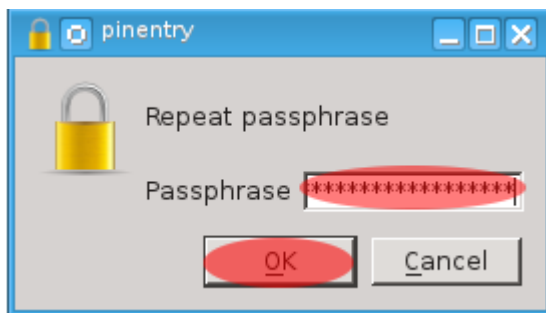 pinentry
Repeat passphrase
Passphrase *****************
OK Cancel